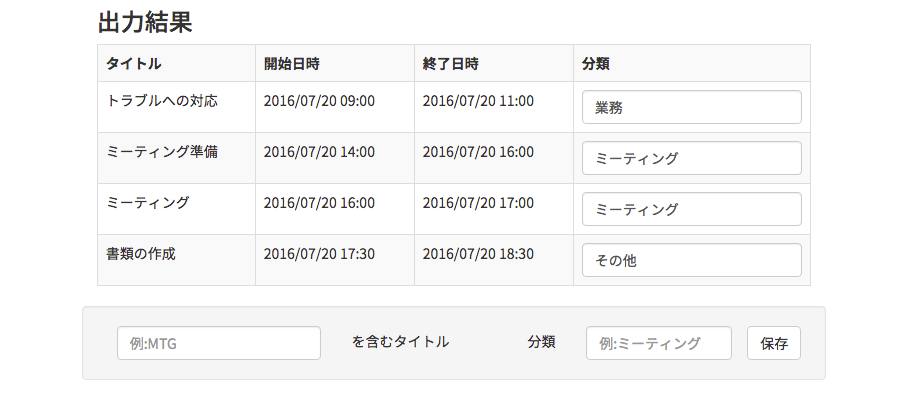 出力結果
タイトル 開始日時 終了日時 分類
トラブルへの対応 2016/07/20 09:00 2016/07/20 11:00 業務
ミーティング準備 2016/07/20 14:00 2016/07/20 16:00 ミーティング
ミーティング 2016/07/20 16:00 2016/07/20 17:00 ミーティング
書類の作成 2016/07/20 17:30 2016/07/20 18:30 その他
例:MTG を含むタイトル 分類 例:ミーティング 保存